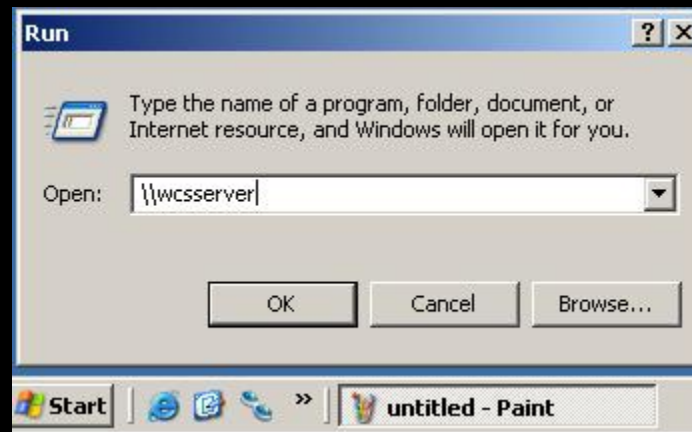 Run
Type the name of a program, folder, document, or
Internet resource, and Windows will open it for you.
Open: \\wcsserver
OK Cancel Browse...
Start » untitled - Paint